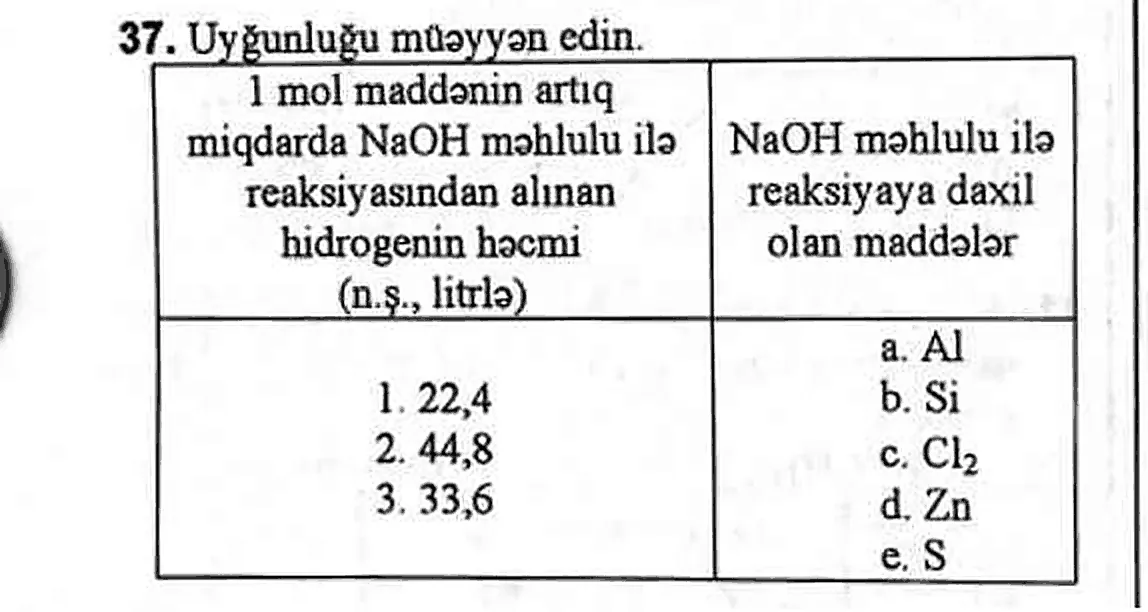 37. Uyğunluğu müəyyən edin.
1 mol maddənin artıq
miqdarda NaOH məhlulu ilə
reaksiyasından alınan
hidrogenin həcmi
(n.ş., litrlə)
NaOH məhlulu ilə
reaksiyaya daxil
olan maddələr
1. 22,4
2. 44,8
3. 33,6
a. Al
b. Si
c. Cl₂
d. Zn
e. S